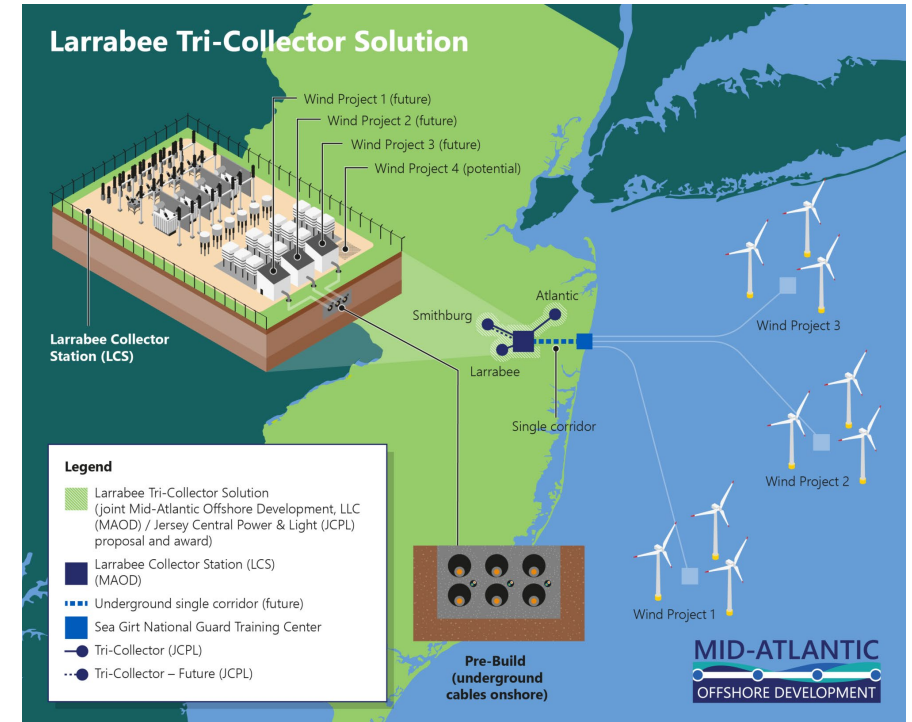 Larrabee Tri-Collector Solution
Wind Project 1 (future)
Wind Project 2 (future)
Wind Project 3 (future)
Wind Project 4 (potential)
Larrabee Collector
Station (LCS)
Smithburg
Atlantic
Larrabee
Single corridor
Wind Project 3
Wind Project 2
Wind Project 1
Legend
Larrabee Tri-Collector Solution
(joint Mid-Atlantic Offshore Development, LLC
(MAOD) / Jersey Central Power & Light (JCPL)
proposal and award)
Larrabee Collector Station (LCS)
(MAOD)
Underground single corridor (future)
Sea Girt National Guard Training Center
Tri-Collector (JCPL)
Tri-Collector – Future (JCPL)
Pre-Build
(underground
cables onshore)
MID-ATLANTIC
OFFSHORE DEVELOPMENT